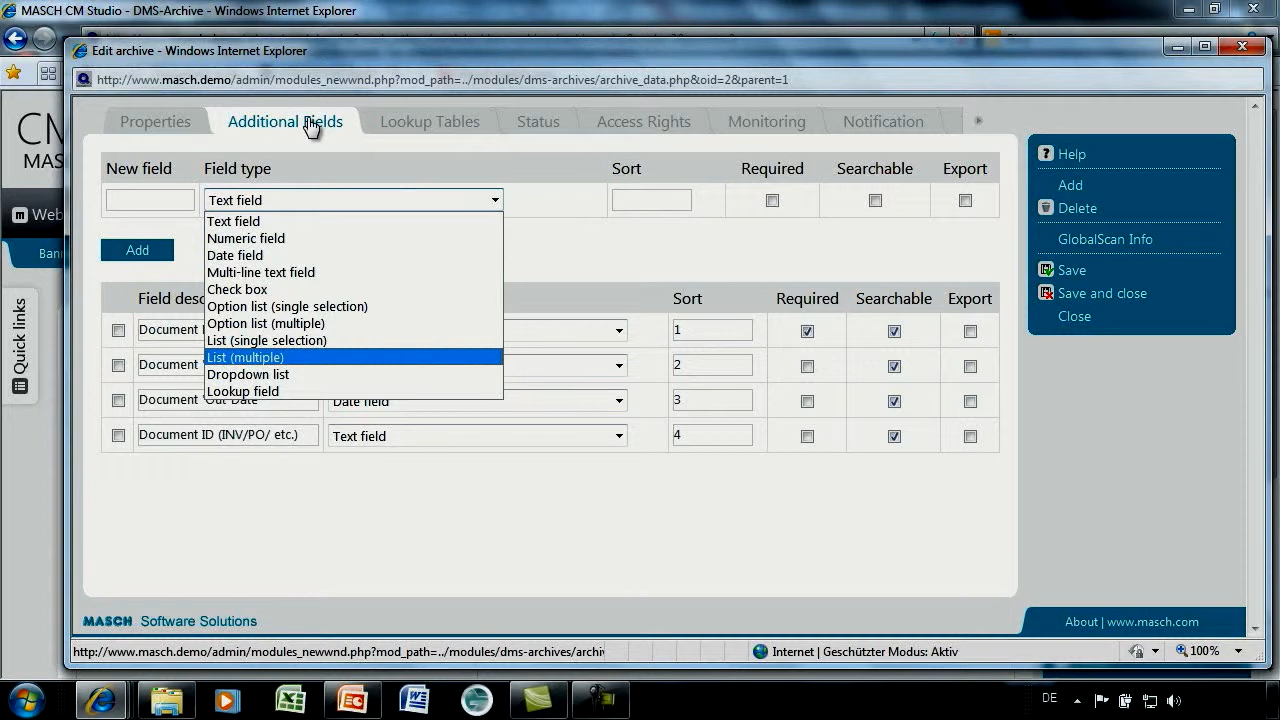 MASCH CM Studio - DMS-Archive - Windows Internet Explorer
Edit archive - Windows Internet Explorer
http://www.masch.demo/admin/modules_newwnd.php?mod_path=../modules/dms-archives/archive_data.php&oid=2&parent=1
CM
MAS
Properties
Additional Fields
Lookup Tables
Status
Access Rights
Monitoring
Notification
New field
Field type
Sort
Required
Searchable
Export
Text field
Text field
Numeric field
Date field
Multi-line text field
Check box
Option list (single selection)
Option list (multiple)
List (single selection)
List (multiple)
Dropdown list
Lookup field
Add
Field desc
Sort
Required
Searchable
Export
Document
1
Document
2
Document
Out Date
Date field
3
Document ID (INV/PO/ etc.)
Text field
4
? Help
Add
Delete
GlobalScan Info
Save
Save and close
Close
m Web
Ban
Quick links
MASCH Software Solutions
About | www.masch.com
http://www.masch.demo/admin/modules_newwnd.php?mod_path=../modules/dms-archives/archiv
Internet | Geschützter Modus: Aktiv
100%
DE